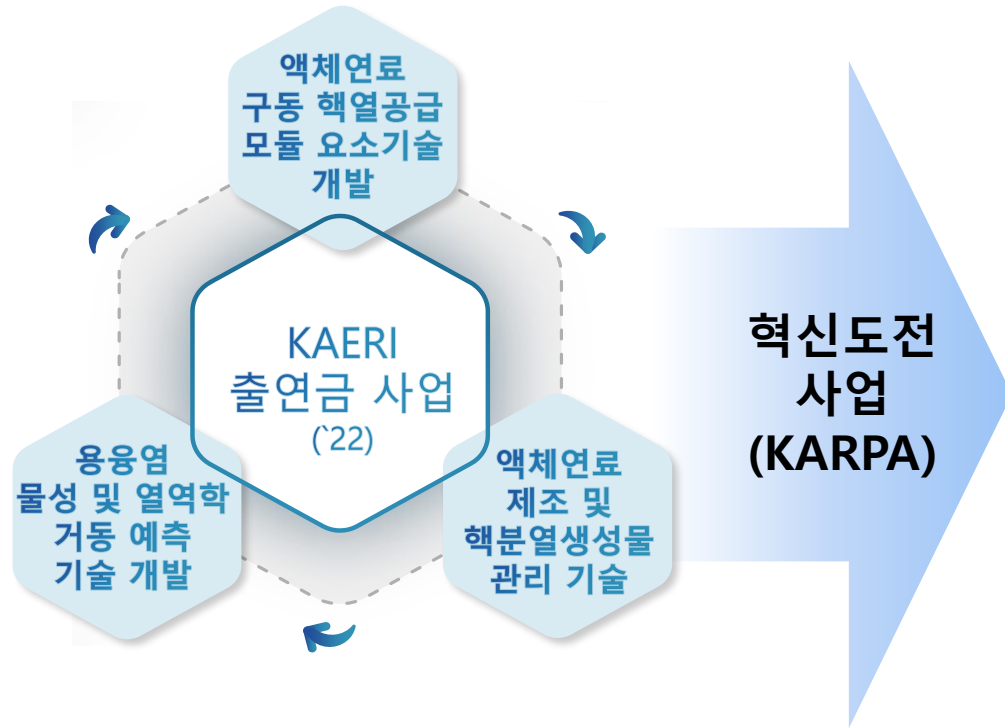 액체연료
구동 핵열공급
모듈 요소기술
개발
KAERI
출연금 사업
(`22)
용융염
물성 및 열역학
거동 예측
기술 개발
액체연료
제조 및
핵분열생성물
관리 기술
혁신도전
사업
(KARPA)